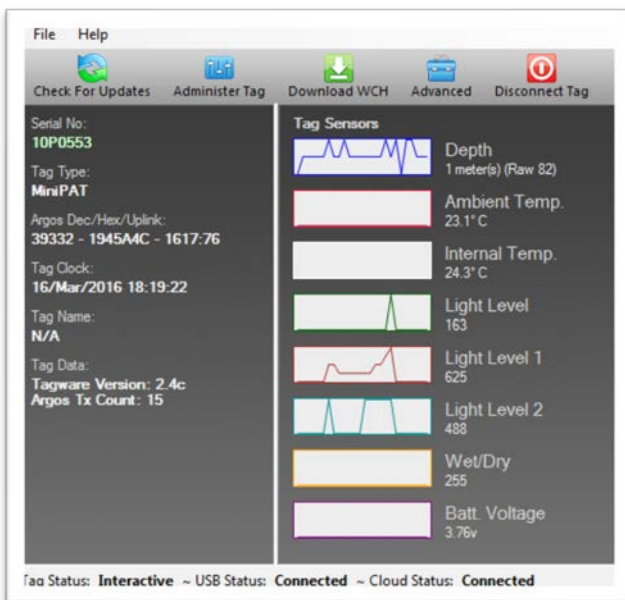 File Help
Check For Updates Administer Tag Download WCH Advanced Disconnect Tag
Serial No:
10P0553
Tag Type:
MiniPAT
Argos Dec/Hex/Uplink:
39332 - 1945A4C - 1617:76
Tag Clock:
16/Mar/2016 18:19:22
Tag Name:
N/A
Tag Data:
Tagware Version: 2.4c
Argos Tx Count: 15
Tag Sensors
Depth
1 meter(s) (Raw 82)
Ambient Temp.
23.1° C
Internal Temp.
24.3° C
Light Level
163
Light Level 1
625
Light Level 2
488
Wet/Dry
255
Batt. Voltage
3.76v
Tag Status: Interactive ~ USB Status: Connected ~ Cloud Status: Connected